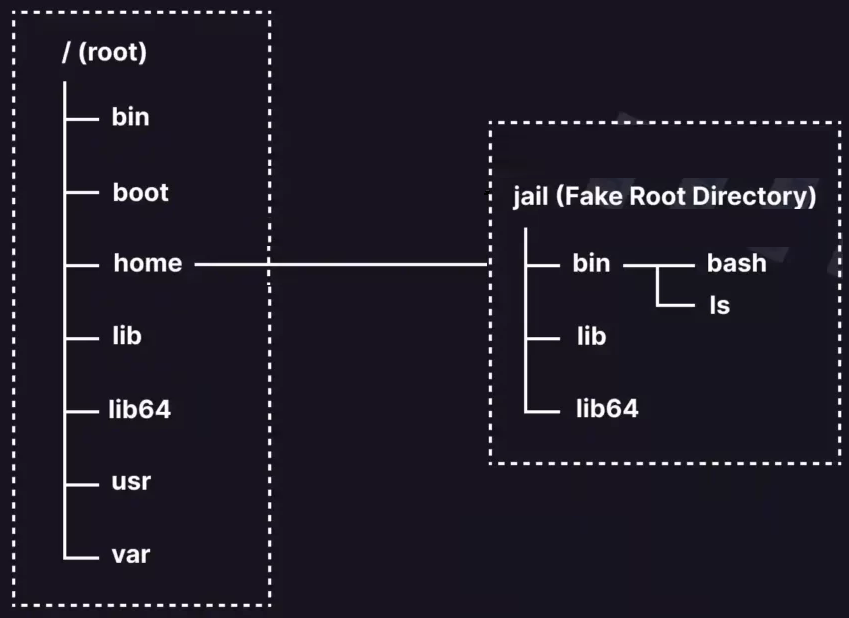 / (root)
bin
boot
home
lib
lib64
usr
var
jail (Fake Root Directory)
bin
bash
ls
lib
lib64